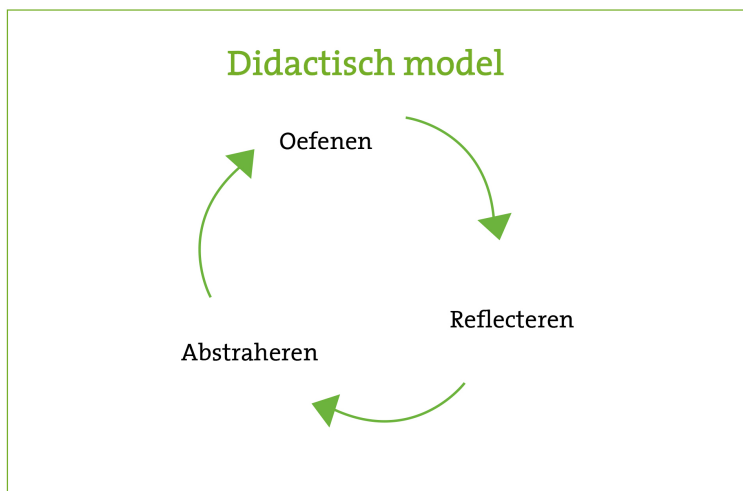 Didactisch model
Oefenen
Reflecteren
Abstraheren